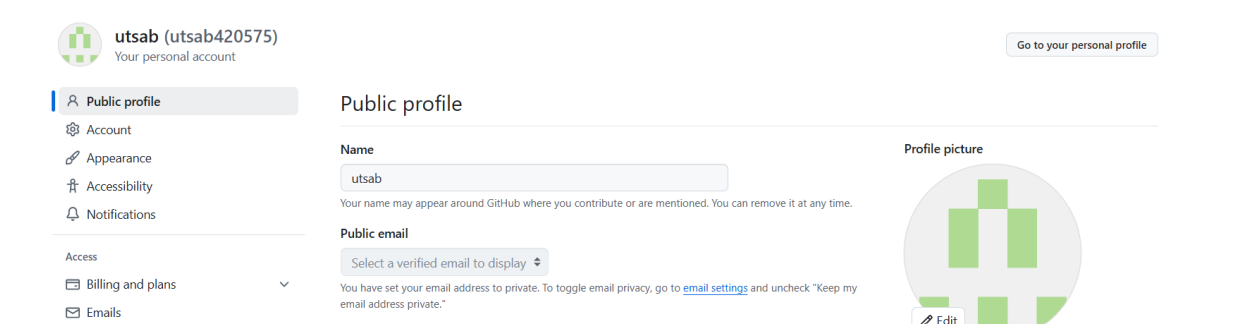 utsab (utsab420575)
Your personal account
Go to your personal profile
Public profile
Account
Appearance
Accessibility
Notifications
Access
Billing and plans
Emails
Public profile
Name
utsab
Your name may appear around GitHub where you contribute or are mentioned. You can remove it at any time.
Public email
Select a verified email to display
You have set your email address to private. To toggle email privacy, go to email settings and uncheck "Keep my
email address private."
Profile picture
Edit